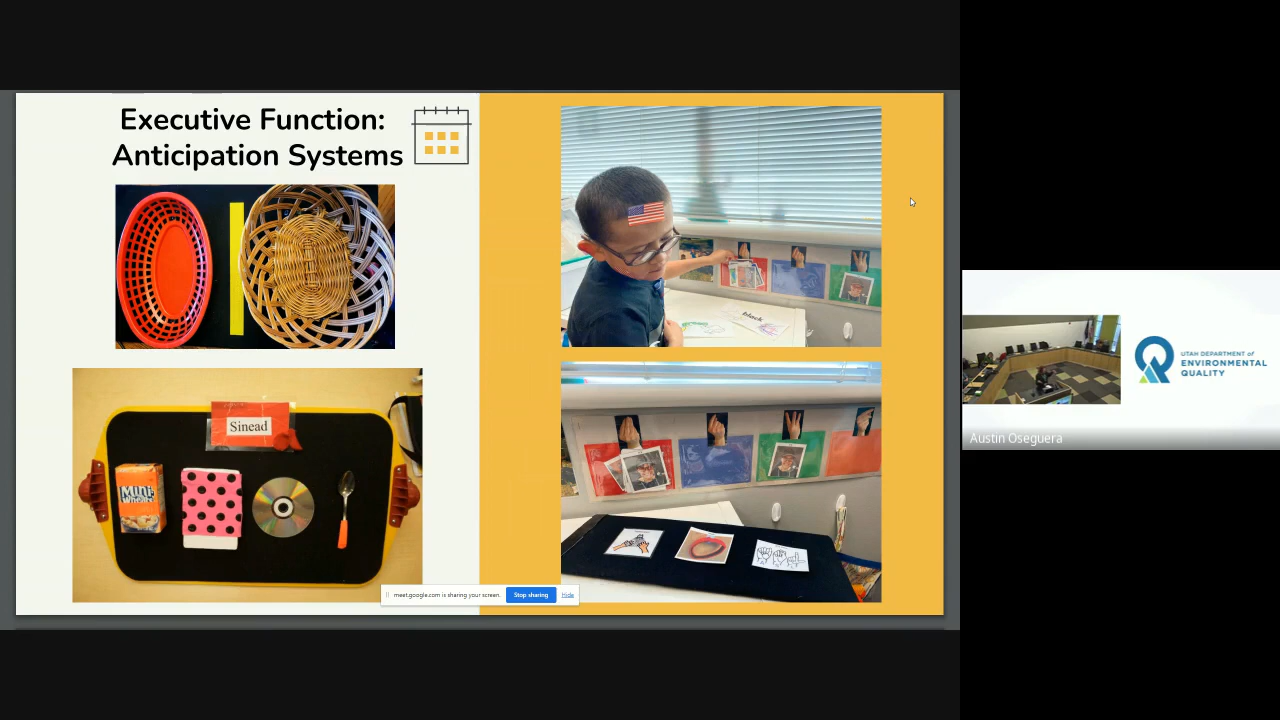 Executive Function:
Anticipation Systems
Sinead
Mini
Wheats
black
meet.google.com is sharing your screen.
Stop sharing
Hide
UTAH DEPARTMENT of
ENVIRONMENTAL
QUALITY
Austin Oseguera